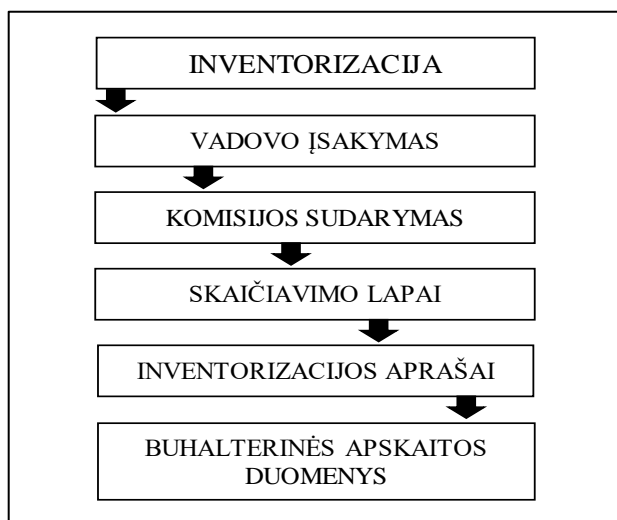 INVENTORIZACIJA
VADOVO ĮSAKYMAS
KOMISIJOS SUDARYMAS
SKAIČIAVIMO LAPAI
INVENTORIZACIJOS APRAŠAI
BUHALTERINĖS APSKAITOS
DUOMENYS